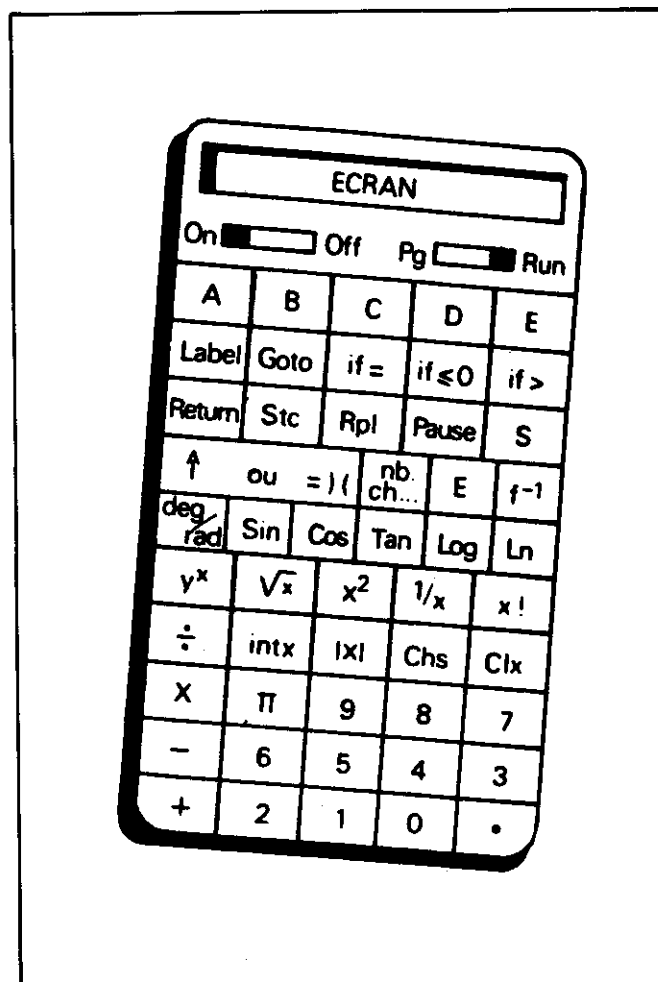 ECRAN
On Off Pg Run
A B C D E
Label Goto if = if ≤0 if >
Return Stc Rpl Pause S
↑ ou = ) ( nb. ch... E f⁻¹
deg/rad Sin Cos Tan Log Ln
yˣ √x x² 1/x x !
÷ intx |x| Chs Clx
X π 9 8 7
− 6 5 4 3
+ 2 1 0 •